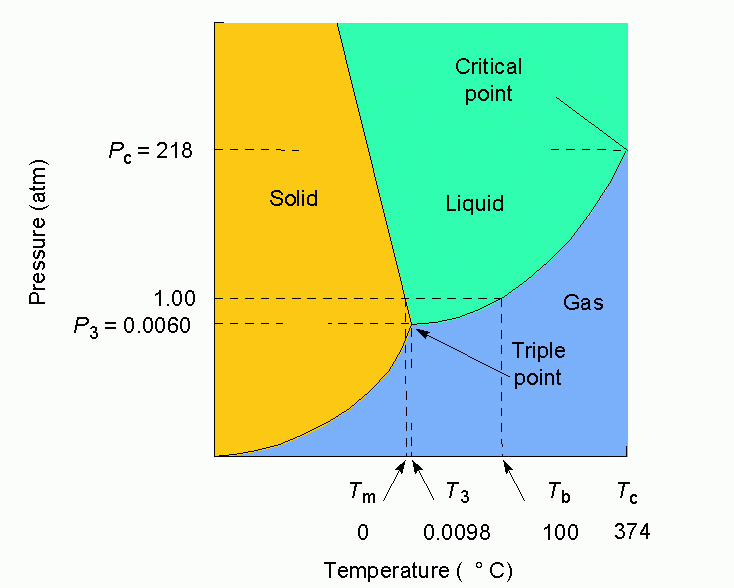 Critical
point
Pc = 218
Solid
Liquid
Pressure (atm)
1.00
Gas
P3 = 0.0060
Triple
point
Tm T3 Tb Tc
0 0.0098 100 374
Temperature ( ° C)